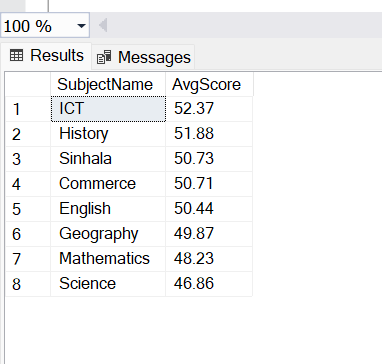 100 %
Results Messages
SubjectName AvgScore
1 ICT 52.37
2 History 51.88
3 Sinhala 50.73
4 Commerce 50.71
5 English 50.44
6 Geography 49.87
7 Mathematics 48.23
8 Science 46.86